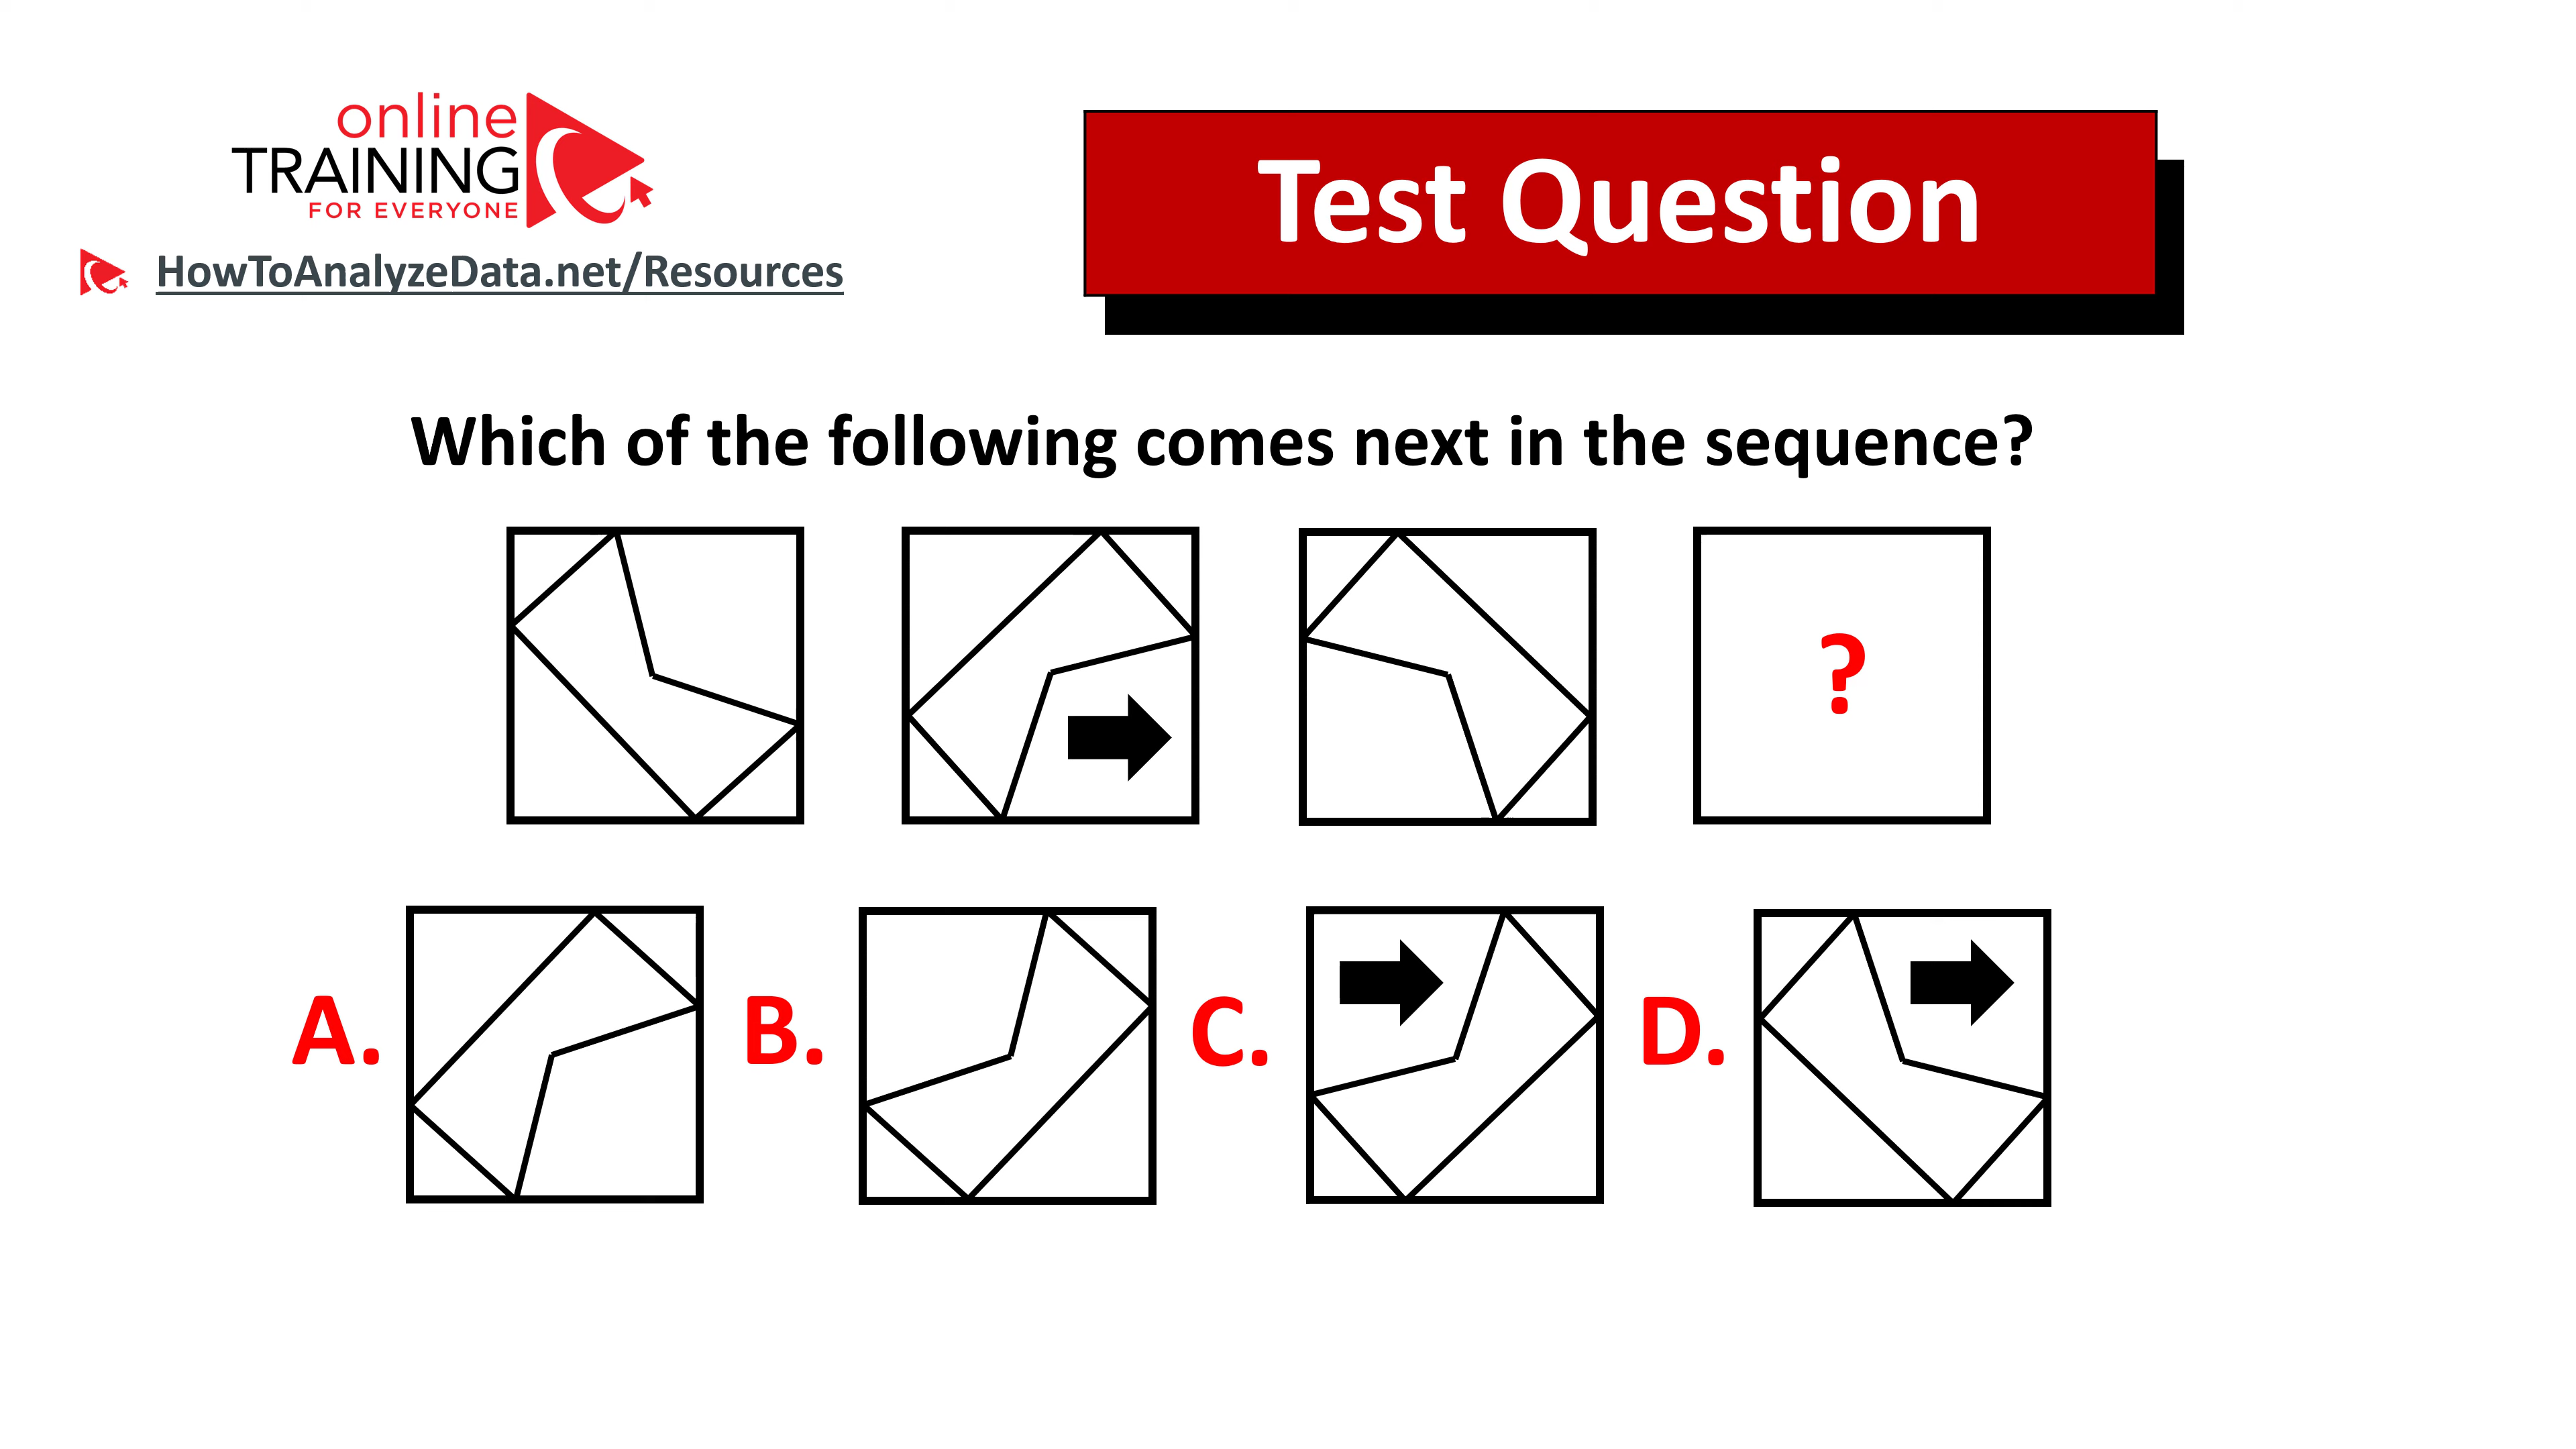 online
TRAINING
FOR EVERYONE
HowToAnalyzeData.net/Resources
Test Question
Which of the following comes next in the sequence?
?
A. B. C. D.